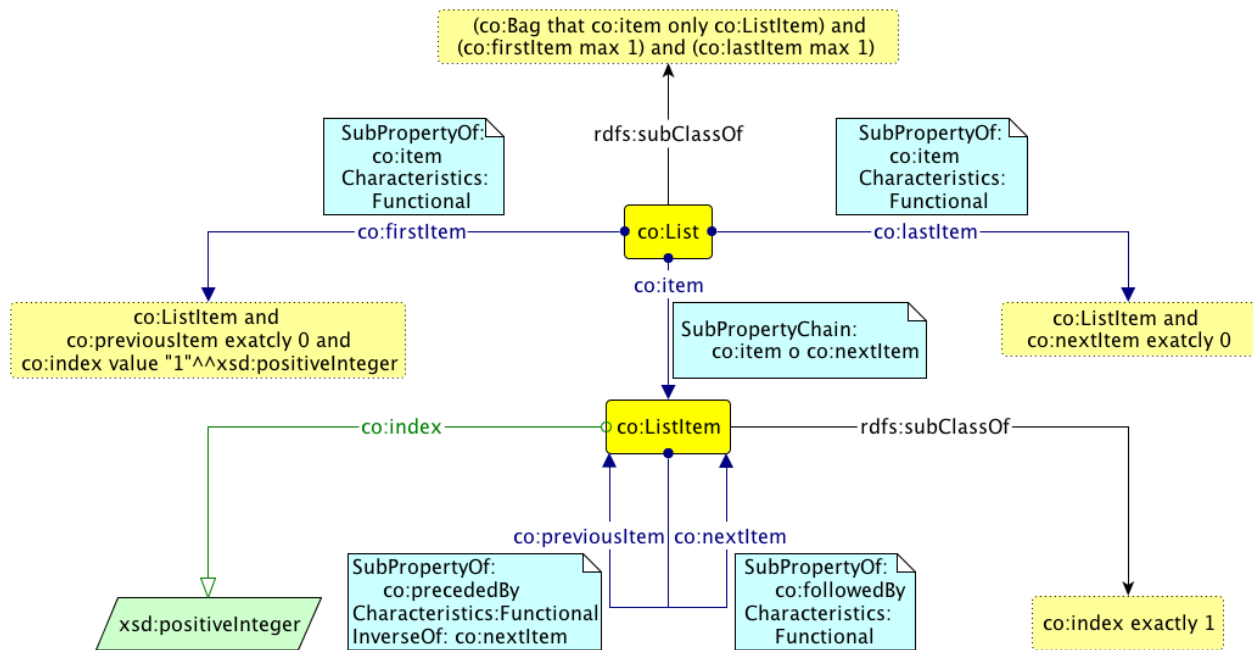 (co:Bag that co:item only co:ListItem) and
(co:firstItem max 1) and (co:lastItem max 1)
SubPropertyOf:
co:item
Characteristics:
Functional
rdfs:subClassOf
SubPropertyOf:
co:item
Characteristics:
Functional
co:firstItem
co:List
co:lastItem
co:item
co:ListItem and
co:previousItem exatcly 0 and
co:index value "1"^^xsd:positiveInteger
SubPropertyChain:
co:item o co:nextItem
co:ListItem and
co:nextItem exatcly 0
co:index
co:ListItem
rdfs:subClassOf
co:previousItem
co:nextItem
SubPropertyOf:
co:precededBy
Characteristics:Functional
InverseOf: co:nextItem
SubPropertyOf:
co:followedBy
Characteristics:
Functional
xsd:positiveInteger
co:index exactly 1